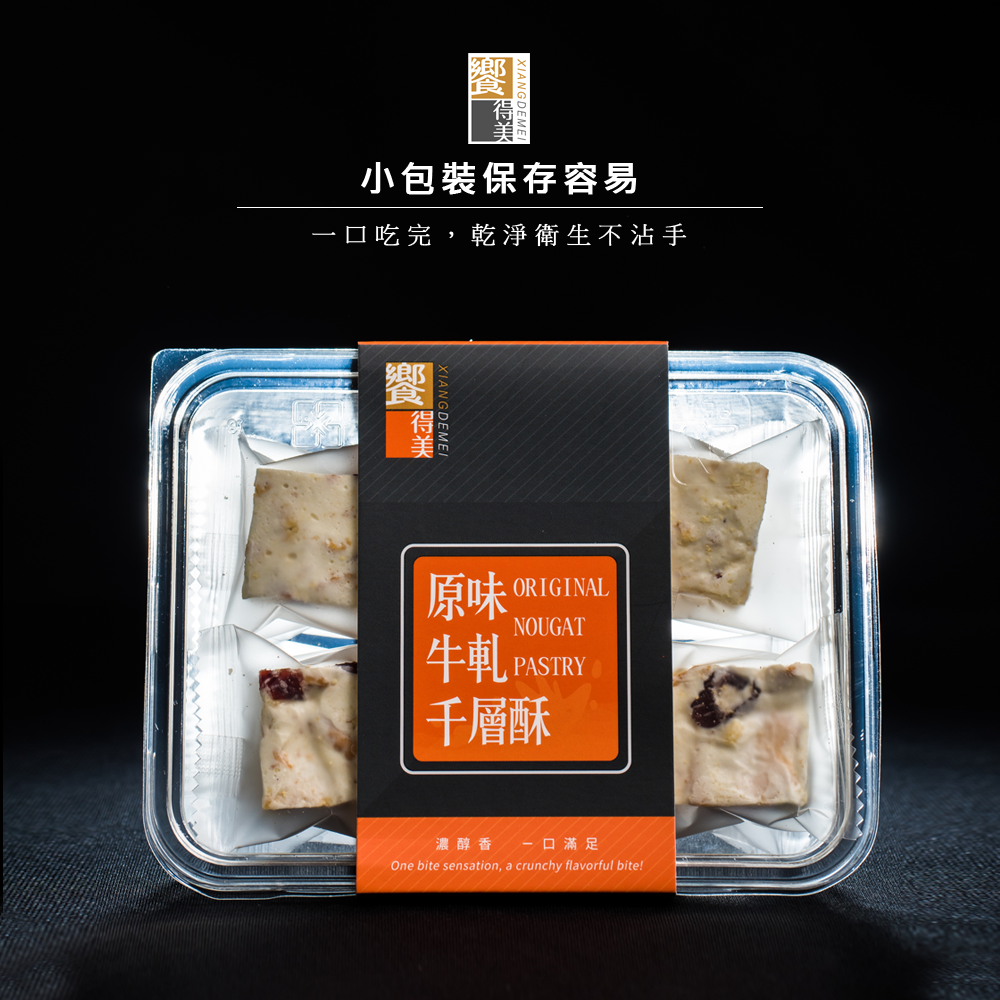 饗
得美
XIANGDEMEI
小包裝保存容易
一口吃完,乾淨衛生不沾手
饗
得美
XIANGDEMEI
原味 ORIGINAL
牛軋 NOUGAT
千層酥 PASTRY
濃醇香 一口滿足
One bite sensation, a crunchy flavorful bite!